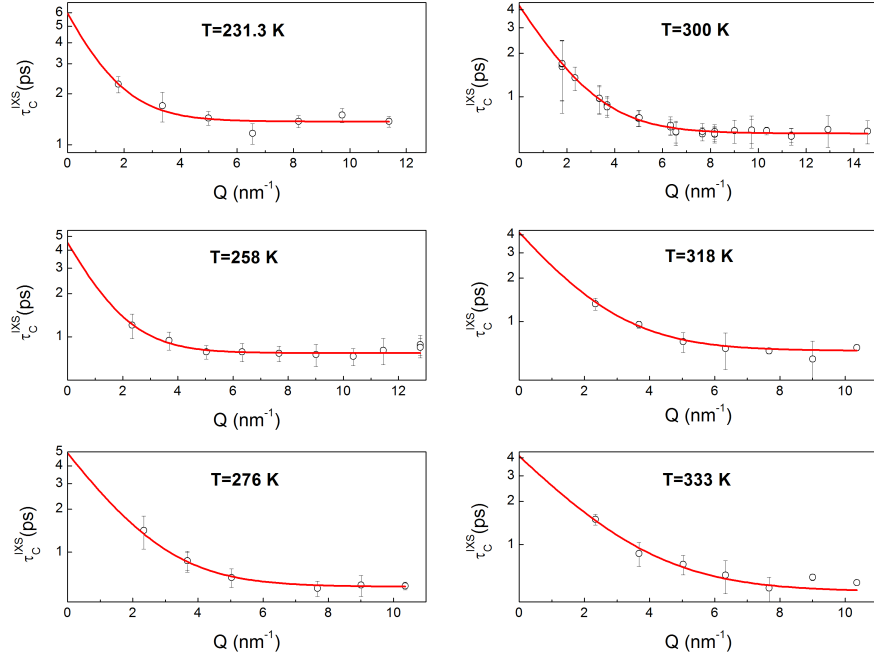 T=231.3 K
τ_C^IXS (ps)
6
5
4
3
2
1
0 2 4 6 8 10 12
Q (nm⁻¹)
T=300 K
τ_C^IXS (ps)
4
3
2
1
0 2 4 6 8 10 12 14
Q (nm⁻¹)
T=258 K
τ_C^IXS (ps)
5
4
3
2
1
0 2 4 6 8 10 12
Q (nm⁻¹)
T=318 K
τ_C^IXS (ps)
4
3
2
1
0 2 4 6 8 10
Q (nm⁻¹)
T=276 K
τ_C^IXS (ps)
5
4
3
2
1
0 2 4 6 8 10
Q (nm⁻¹)
T=333 K
τ_C^IXS (ps)
4
3
2
1
0 2 4 6 8 10
Q (nm⁻¹)